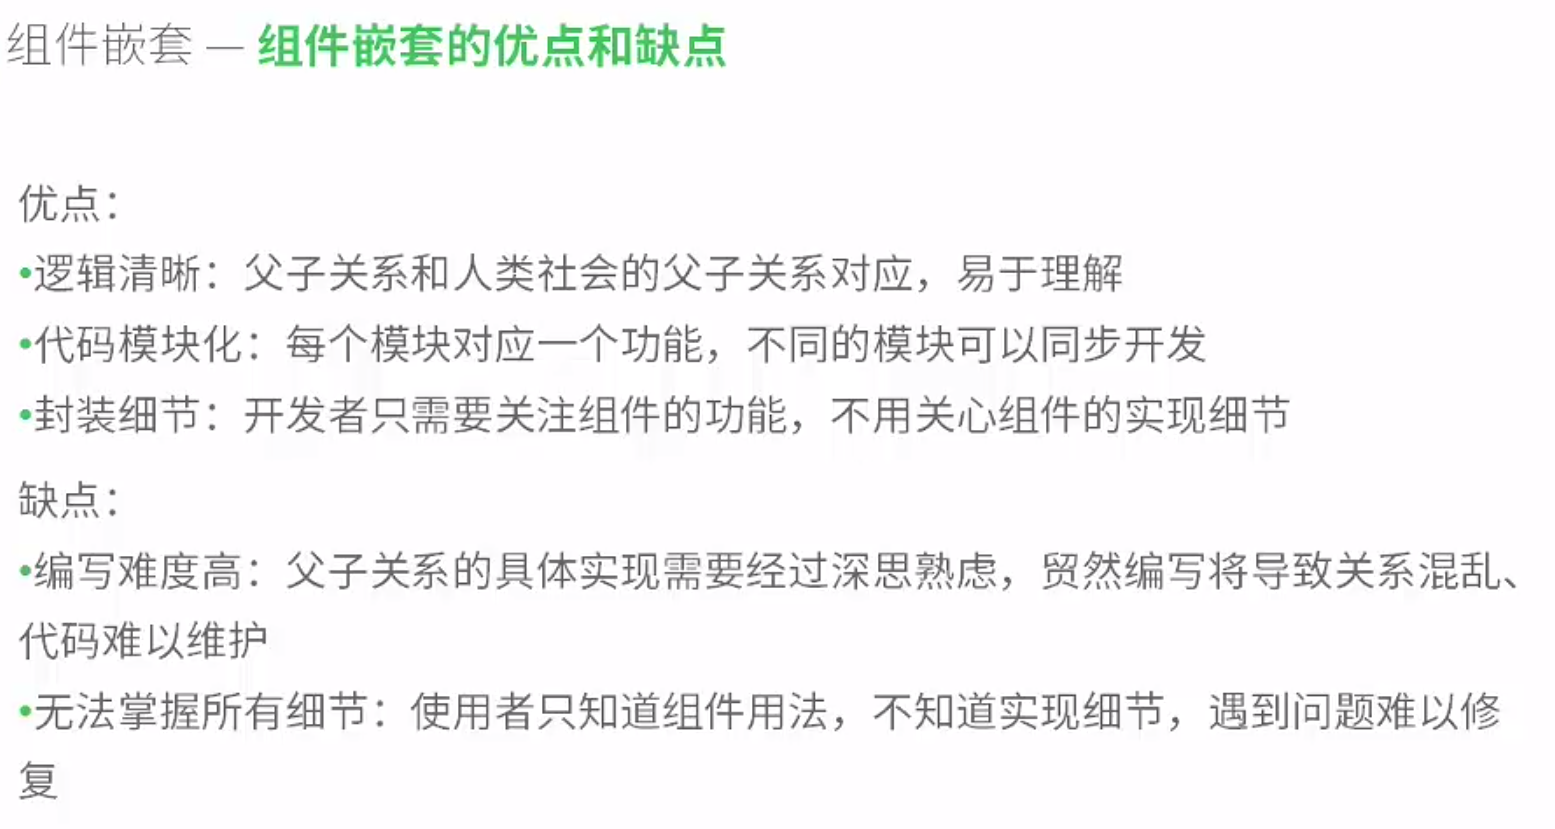 组件嵌套 — 组件嵌套的优点和缺点
优点：
•逻辑清晰：父子关系和人类社会的父子关系对应，易于理解
•代码模块化：每个模块对应一个功能，不同的模块可以同步开发
•封装细节：开发者只需要关注组件的功能，不用关心组件的实现细节
缺点：
•编写难度高：父子关系的具体实现需要经过深思熟虑，贸然编写将导致关系混乱、
代码难以维护
•无法掌握所有细节：使用者只知道组件用法，不知道实现细节，遇到问题难以修
复